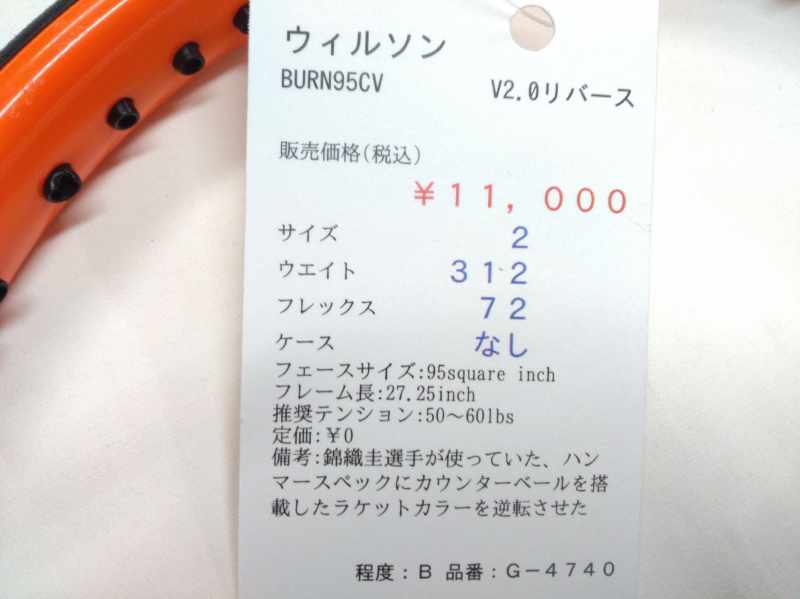 ウィルソン
BURN95CV V2.0リバース
販売価格(税込)
¥11,000
サイズ 2
ウエイト 312
フレックス 72
ケース なし
フェースサイズ:95square inch
フレーム長:27.25inch
推奨テンション:50～60lbs
定価:¥0
備考:錦織圭選手が使っていた、ハン
マースペックにカウンターベールを搭
載したラケットカラーを逆転させた
程度:B 品番:G-4740